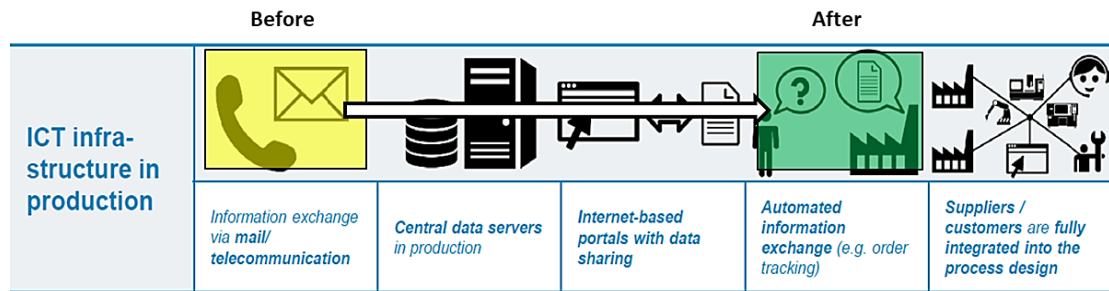 Before
After
ICT infra-
structure in
production
?
Information exchange
via mail/
telecommunication
Central data servers
in production
Internet-based
portals with data
sharing
Automated
information
exchange (e.g. order
tracking)
Suppliers /
customers are fully
integrated into the
process design